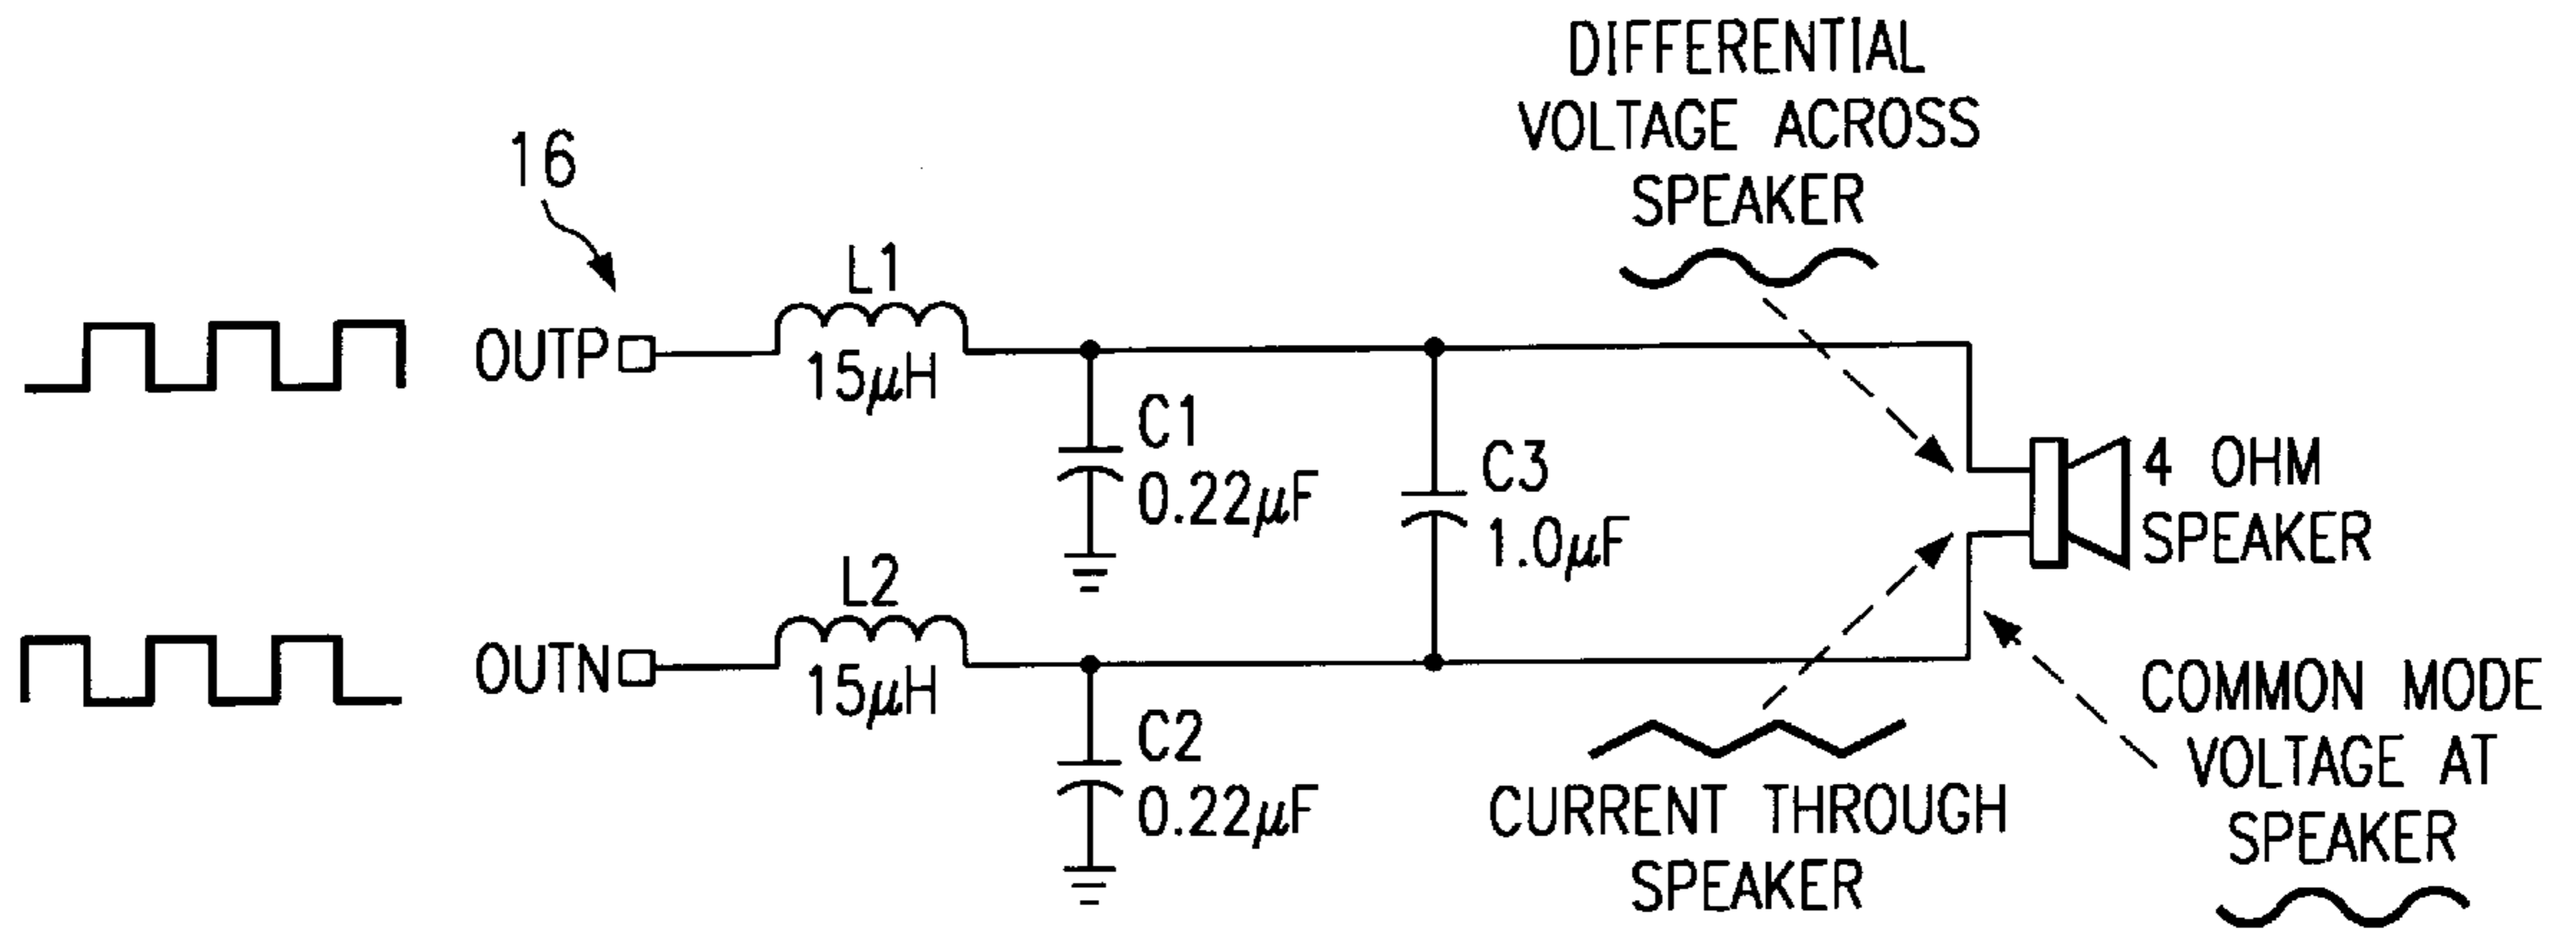 DIFFERENTIAL
VOLTAGE ACROSS
SPEAKER
16
L1
OUTP
15μH
C1
0.22μF
C3
1.0μF
4 OHM
SPEAKER
L2
OUTN
15μH
C2
0.22μF
COMMON MODE
VOLTAGE AT
SPEAKER
CURRENT THROUGH
SPEAKER